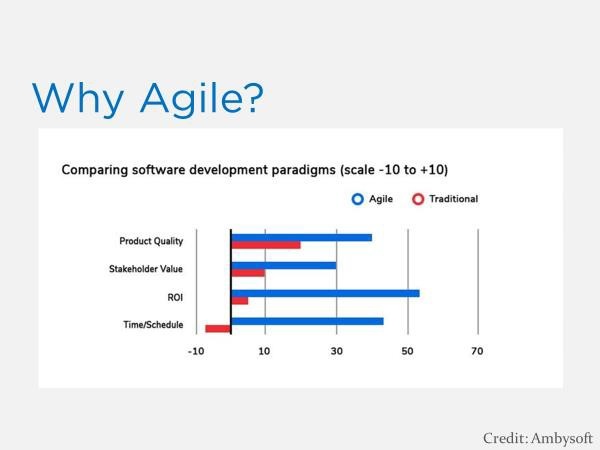 Why Agile?
Comparing software development paradigms (scale -10 to +10)
Agile Traditional
Product Quality
Stakeholder Value
ROI
Time/Schedule
-10 10 30 50 70
Credit: Ambysoft